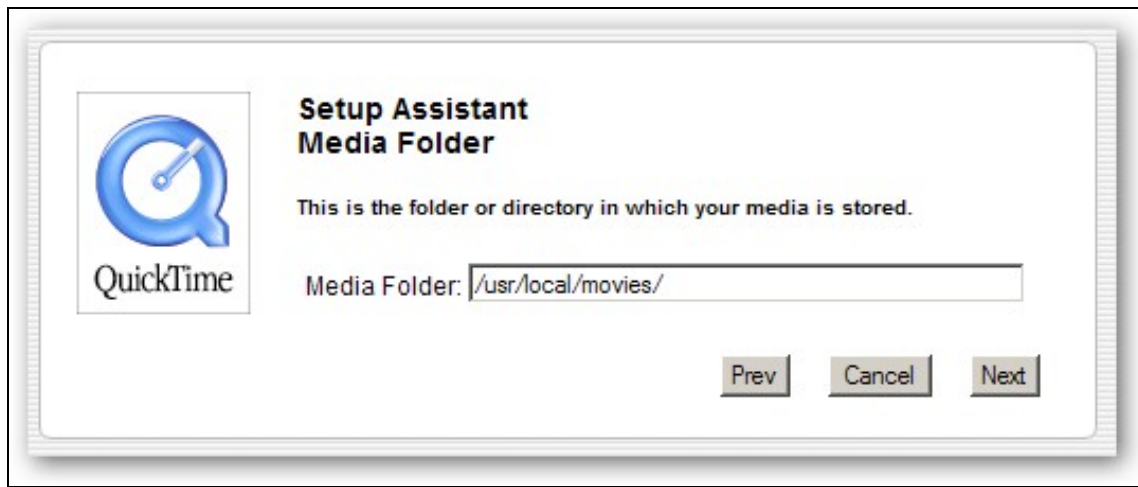 Setup Assistant
Media Folder
This is the folder or directory in which your media is stored.
QuickTime
Media Folder: /usr/local/movies/
Prev Cancel Next